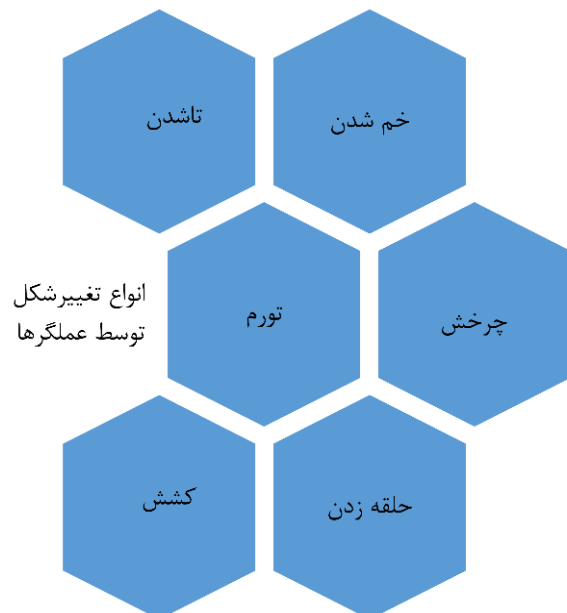 خم شدن
تاشدن
چرخش
تورم
انواع تغییرشکل
توسط عملگرها
حلقه زدن
کشش